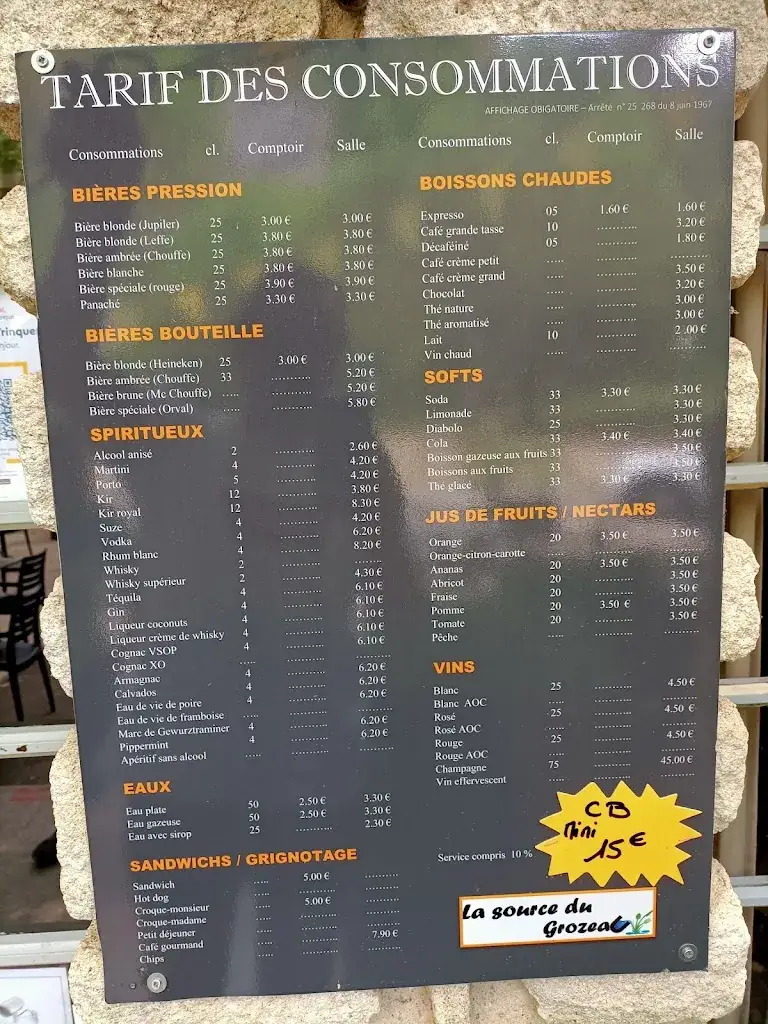 TARIF DES CONSOMMATIONS
AFFICHAGE OBIGATOIRE – Arrêté n° 25 268 du 8 juin 1967
Consommations cl. Comptoir Salle
BIÈRES PRESSION
Bière blonde (Jupiler) 25 3.00 € 3.00 €
Bière blonde (Leffe) 25 3.80 € 3.80 €
Bière ambrée (Chouffe) 25 3.80 € 3.80 €
Bière blanche 25 3.80 € 3.80 €
Bière spéciale (rouge) 25 3.90 € 3.90 €
Panaché 25 3.30 € 3.30 €
BIÈRES BOUTEILLE
Bière blonde (Heineken) 25 3.00 € 3.00 €
Bière ambrée (Chouffe) 33 ........... 5.20 €
Bière brune (Mc Chouffe) ..... ........... 5.20 €
Bière spéciale (Orval) ..... ........... 5.80 €
SPIRITUEUX
Alcool anisé 2 ........... 2.60 €
Martini 4 ........... 4.20 €
Porto 5 ........... 4.20 €
Kir 12 ........... 3.80 €
Kir royal 12 ........... 8.30 €
Suze 4 ........... 4.20 €
Vodka 4 ........... 6.20 €
Rhum blanc 4 ........... 8.20 €
Whisky 2 ........... ........
Whisky supérieur 2 ........... 4.30 €
Téquila 4 ........... 6.10 €
Gin 4 ........... 6.10 €
Liqueur coconuts 4 ........... 6.10 €
Liqueur crème de whisky 4 ........... 6.10 €
Cognac VSOP 4 ........... 6.10 €
Cognac XO ..... ........... ...........
Armagnac 4 ........... 6.20 €
Calvados 4 ........... 6.20 €
Eau de vie de poire 4 ........... 6.20 €
Eau de vie de framboise ..... ........... ...........
Marc de Gewurztraminer 4 ........... 6.20 €
Pippermint 4 ........... 6.20 €
Apéritif sans alcool ..... ........... ...........
EAUX
Eau plate 50 2.50 € 3.30 €
Eau gazeuse 50 2.50 € 3.30 €
Eau avec sirop 25 ........... 2.30 €
SANDWICHS / GRIGNOTAGE
Sandwich ..... 5.00 € ..........
Hot dog ..... .......... ..........
Croque-monsieur ..... 5.00 € ..........
Croque-madame ..... .......... ..........
Petit déjeuner ..... .......... 7.90 €
Café gourmand ..... .......... ..........
Chips ..... ..........
Consommations cl. Comptoir Salle
BOISSONS CHAUDES
Expresso 05 1.60 € 1.60 €
Café grande tasse 10 ........... 3.20 €
Décaféiné 05 ........... 1.80 €
Café crème petit ..... ........... ...........
Café crème grand ..... ........... 3.50 €
Chocolat ..... ........... 3.20 €
Thé nature ..... ........... 3.00 €
Thé aromatisé ..... ........... 3.00 €
Lait 10 ........... 2.00 €
Vin chaud ..... ........... ...........
SOFTS
Soda 33 3.30 € 3.30 €
Limonade 33 ........... 3.30 €
Diabolo 25 ........... 3.30 €
Cola 33 3.40 € 3.40 €
Boisson gazeuse aux fruits 33 ........... 3.50 €
Boissons aux fruits 33 ........... 3.50 €
Thé glacé 33 3.30 € 3.30 €
JUS DE FRUITS / NECTARS
Orange 20 3.50 € 3.50 €
Orange-citron-carotte ..... ........... ...........
Ananas 20 3.50 € 3.50 €
Abricot 20 ........... 3.50 €
Fraise 20 ........... 3.50 €
Pomme 20 3.50 € 3.50 €
Tomate 20 ........... 3.50 €
Pêche ..... ........... ...........
VINS
Blanc 25 ........... 4.50 €
Blanc AOC ..... ........... ...........
Rosé 25 ........... 4.50 €
Rosé AOC ..... ........... ...........
Rouge 25 ........... 4.50 €
Rouge AOC ..... ........... ...........
Champagne 75 ........... 45.00 €
Vin effervescent ..... ........... ...........
CB
Mini
15 €
Service compris 10 %
La source du
Grozeau